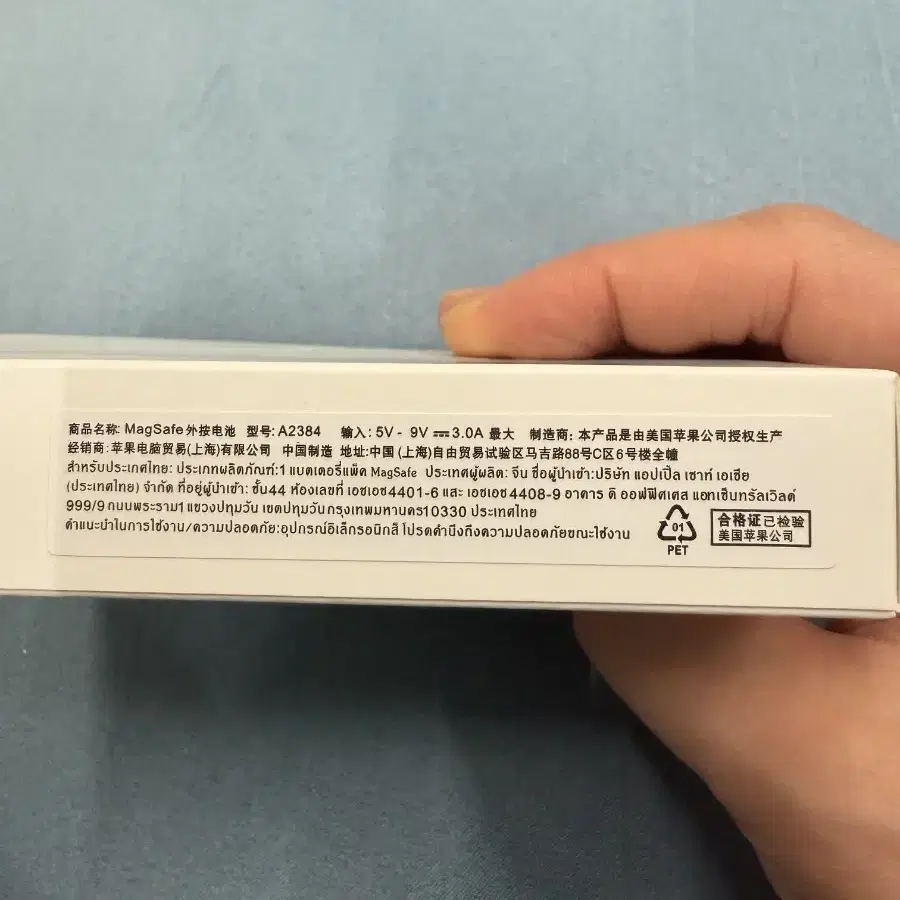 商品名称: MagSafe 外按电池 型号: A2384 输入: 5V - 9V ⎓ 3.0A 最大 制造商: 本产品是由美国苹果公司授权生产
经销商: 苹果电脑贸易(上海)有限公司 中国制造 地址: 中国 (上海)自由贸易试验区马吉路88号C区6号楼全幢
สำหรับประเทศไทย: ประเภทผลิตภัณฑ์:1 แบตเตอรี่แพ็ค MagSafe ประเทศผู้ผลิต: จีน ชื่อผู้นำเข้า:บริษัท แอปเปิ้ล เซาท์ เอเชีย
(ประเทศไทย) จำกัด ที่อยู่ผู้นำเข้า: ชั้น44 ห้องเลขที่ เอชเอช4401-6 และ เอชเอช 4408-9 อาคาร ดิ ออฟฟิศเศส แอทเซ็นทรัลเวิลด์
999/9 ถนนพระราม1 แขวงปทุมวัน เขตปทุมวัน กรุงเทพมหานคร10330 ประเทศไทย
คำแนะนำในการใช้งาน/ความปลอดภัย:อุปกรณ์อิเล็กรอนิกส์ โปรดคำนึงถึงความปลอดภัยขณะใช้งาน
01
PET
合格证已检验
美国苹果公司